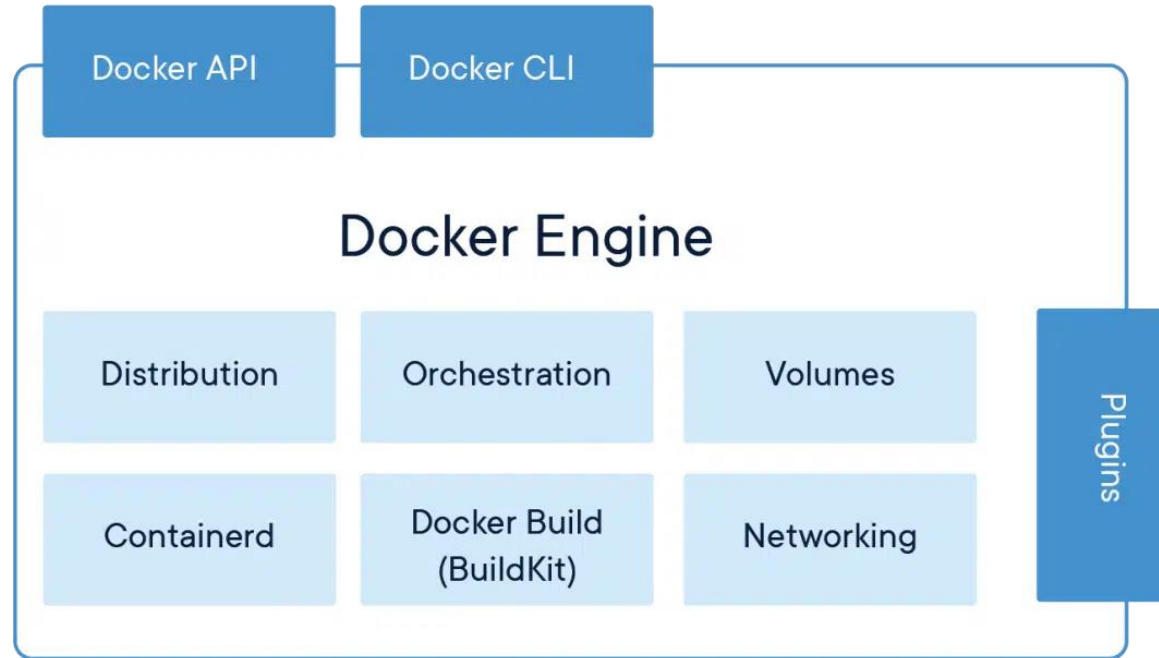 Docker API
Docker CLI
Docker Engine
Distribution
Orchestration
Volumes
Containerd
Docker Build
(BuildKit)
Networking
Plugins